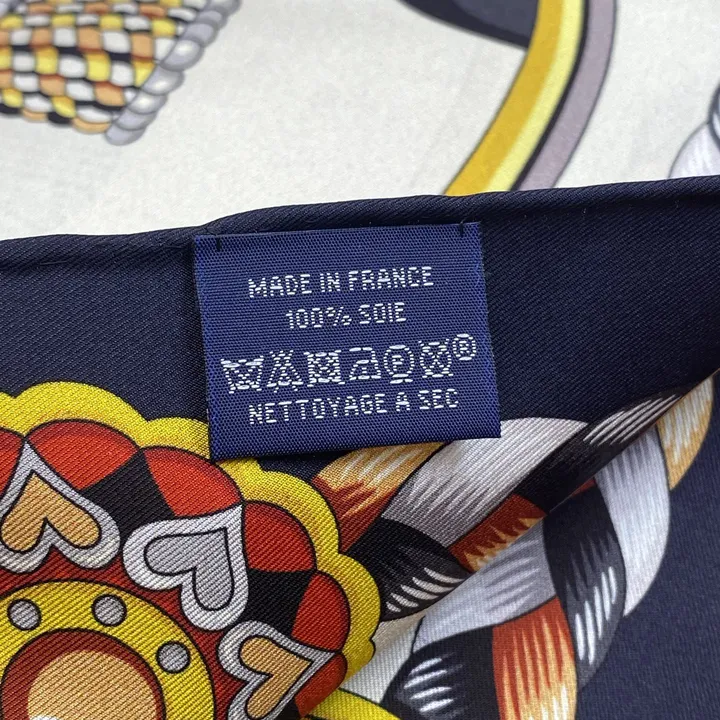 MADE IN FRANCE
100% SOIE
P ®
NETTOYAGE A SEC